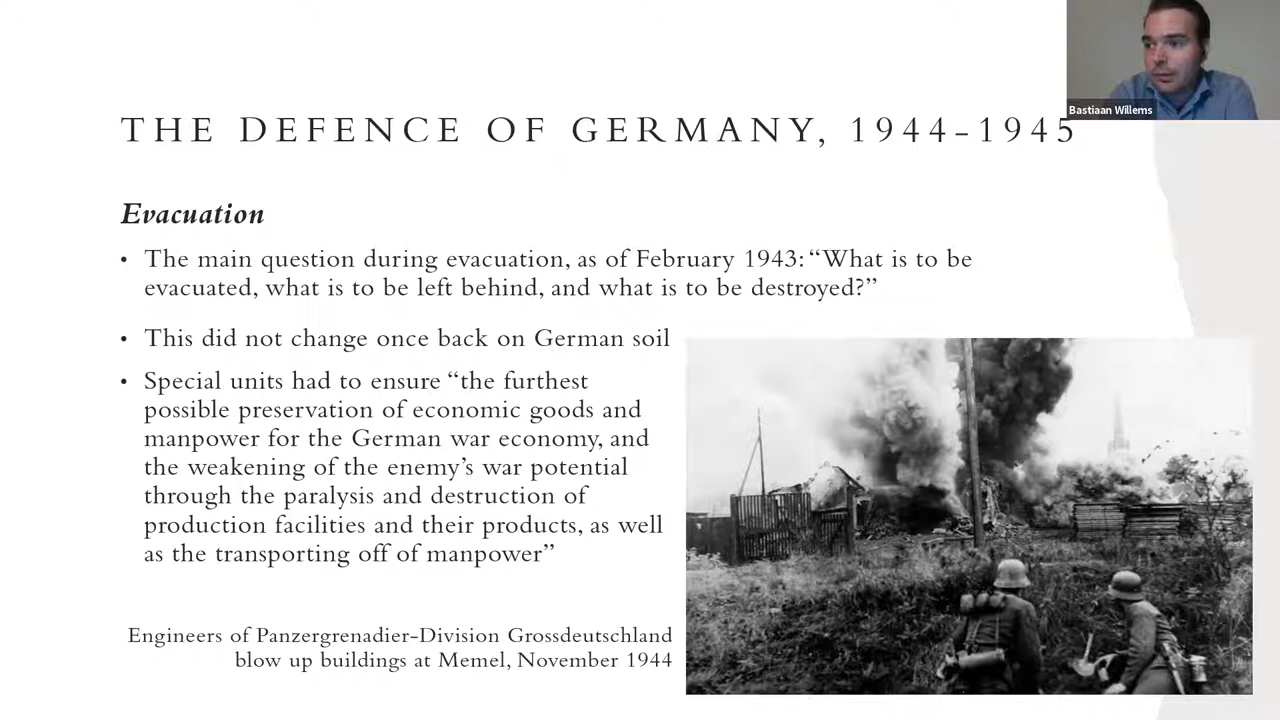 Bastiaan Willems
THE DEFENCE OF GERMANY, 1944-1945
Evacuation
• The main question during evacuation, as of February 1943: “What is to be
evacuated, what is to be left behind, and what is to be destroyed?”
• This did not change once back on German soil
• Special units had to ensure “the furthest
possible preservation of economic goods and
manpower for the German war economy, and
the weakening of the enemy’s war potential
through the paralysis and destruction of
production facilities and their products, as well
as the transporting off of manpower”
Engineers of Panzergrenadier-Division Grossdeutschland
blow up buildings at Memel, November 1944